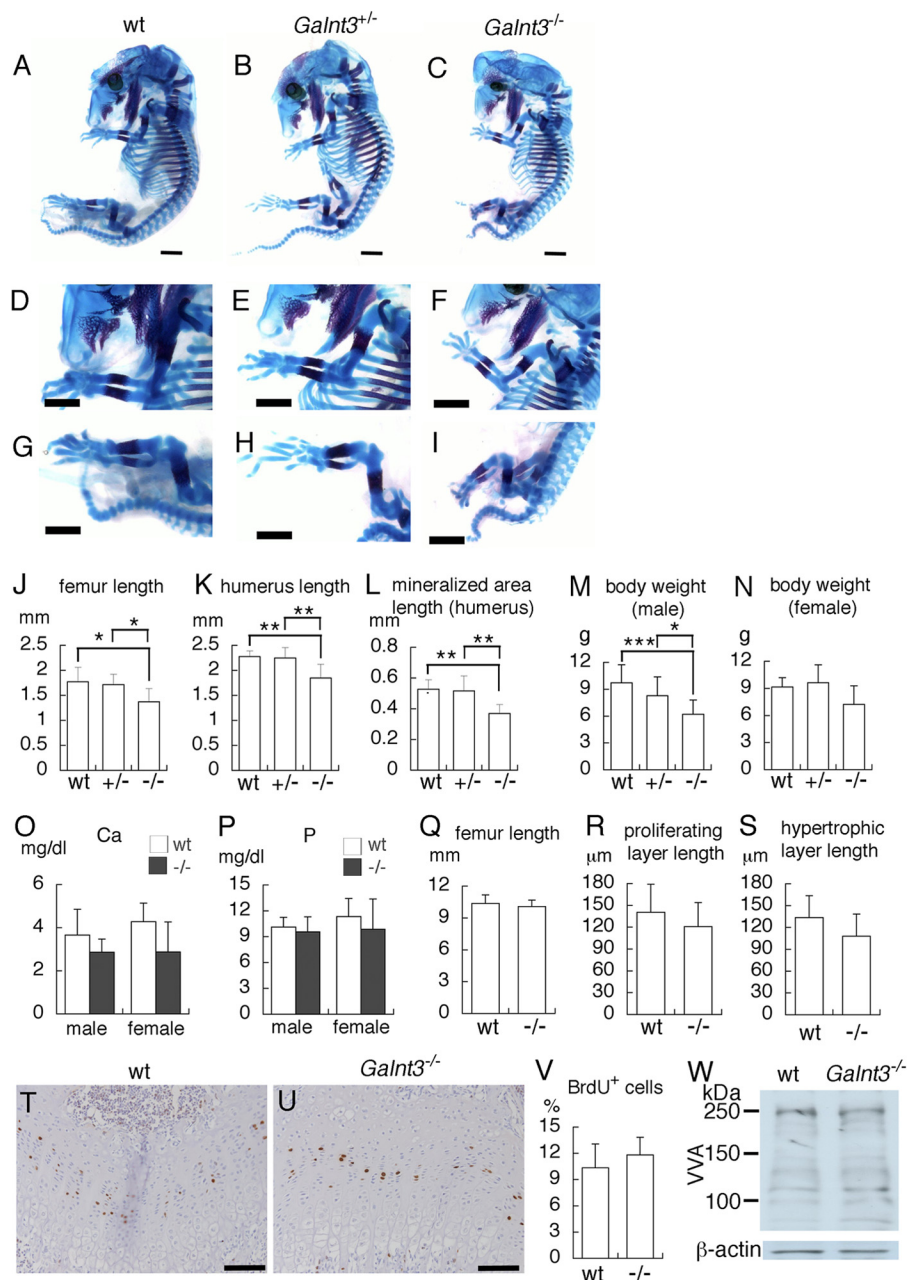 wt Galnt3+/- Galnt3-/-
A B C
D E F
G H I
J femur length
mm
* *
2.5
2
1.5
1
0.5
0
wt +/- -/-
K humerus length
mm
** **
2.5
2
1.5
1
0.5
0
wt +/- -/-
L mineralized area
length (humerus)
mm
** **
0.8
0.6
0.4
0.2
0
wt +/- -/-
M body weight
(male)
g
*** *
12
9
6
3
0
wt +/- -/-
N body weight
(female)
g
12
9
6
3
0
wt +/- -/-
O Ca
mg/dl
wt
-/-
6
4
2
0
male female
P P
mg/dl
wt
-/-
15
12
9
6
3
0
male female
Q femur length
mm
12
9
6
3
0
wt -/-
R proliferating
layer length
μm
180
150
120
90
60
30
0
wt -/-
S hypertrophic
layer length
μm
180
150
120
90
60
30
0
wt -/-
wt Galnt3-/-
T U
V BrdU+ cells
%
15
12
9
6
3
0
wt -/-
W wt Galnt3-/-
kDa
250
150
100
VVA
β-actin